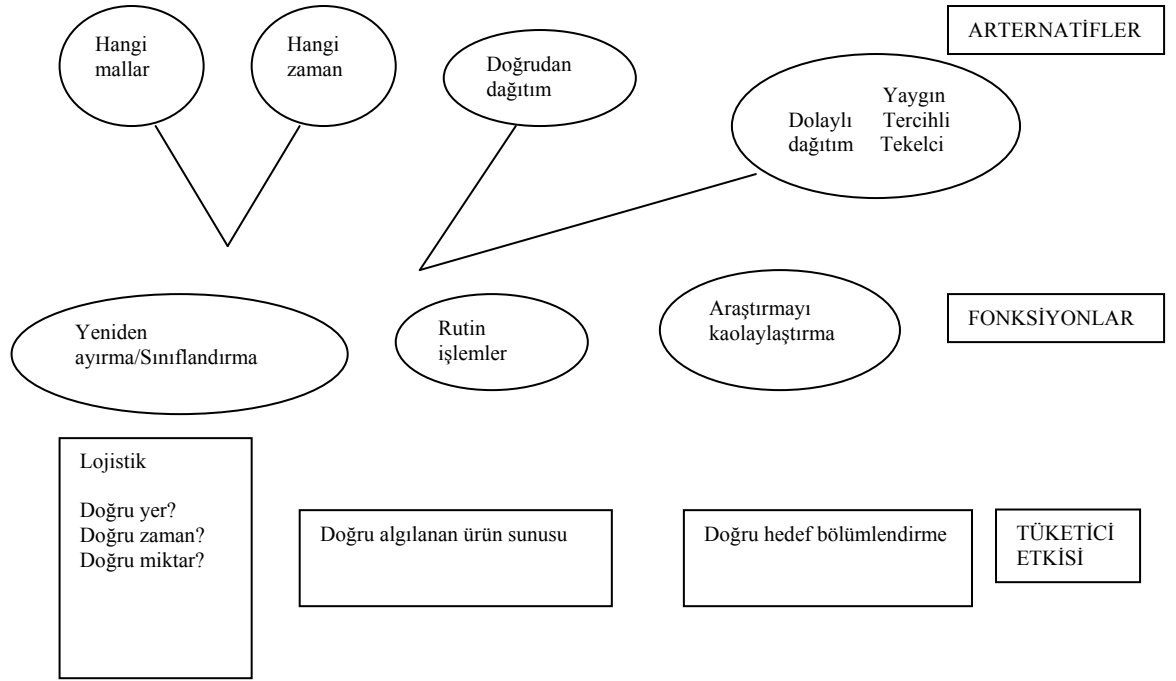 Hangi
mallar
Hangi
zaman
Doğrudan
dağıtım
Yaygın
Dolaylı Tercihli
dağıtım Tekelci
ARTERNATİFLER
Yeniden
ayırma/Sınıflandırma
Rutin
işlemler
Araştırmayı
kaolaylaştırma
FONKSİYONLAR
Lojistik
Doğru yer?
Doğru zaman?
Doğru miktar?
Doğru algılanan ürün sunusu
Doğru hedef bölümlendirme
TÜKETİCİ
ETKİSİ